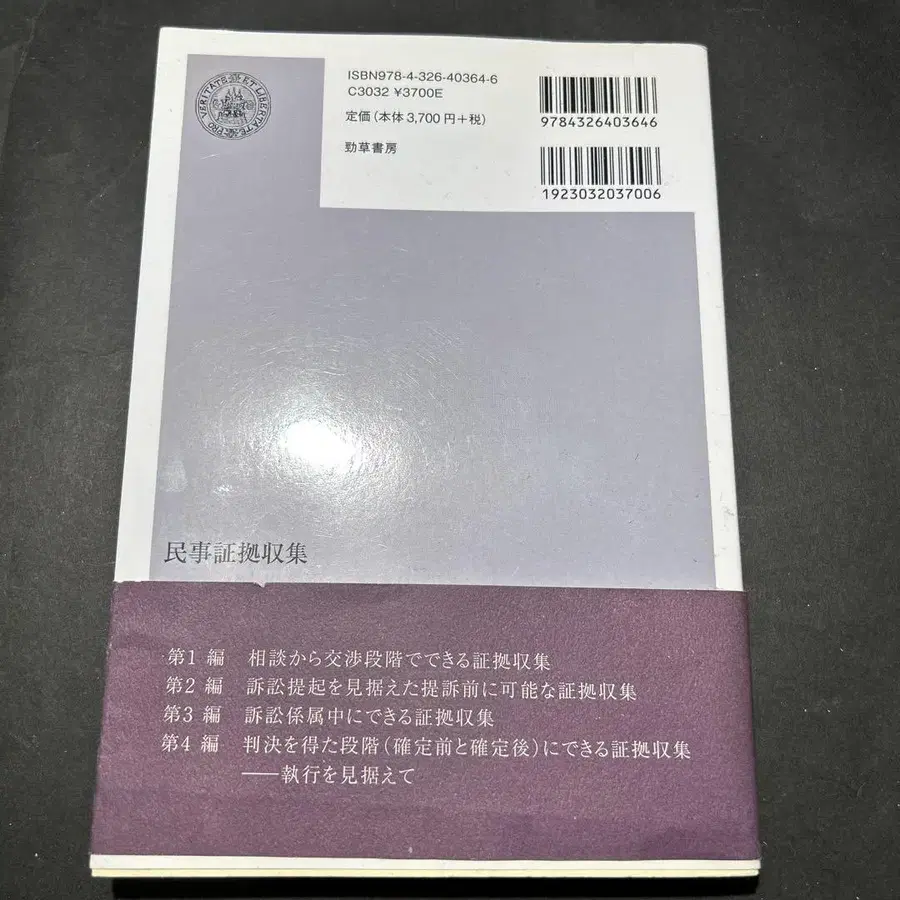 PRO VERITATE ET LIBERTATE
ISBN978-4-326-40364-6
C3032 ¥3700E
定価(本体3,700円+税)
勁草書房
9784326403646
1923032037006
民事証拠収集
第1編 相談から交渉段階でできる証拠収集
第2編 訴訟提起を見据えた提訴前に可能な証拠収集
第3編 訴訟係属中にできる証拠収集
第4編 判決を得た段階(確定前と確定後)にできる証拠収集
——執行を見据えて